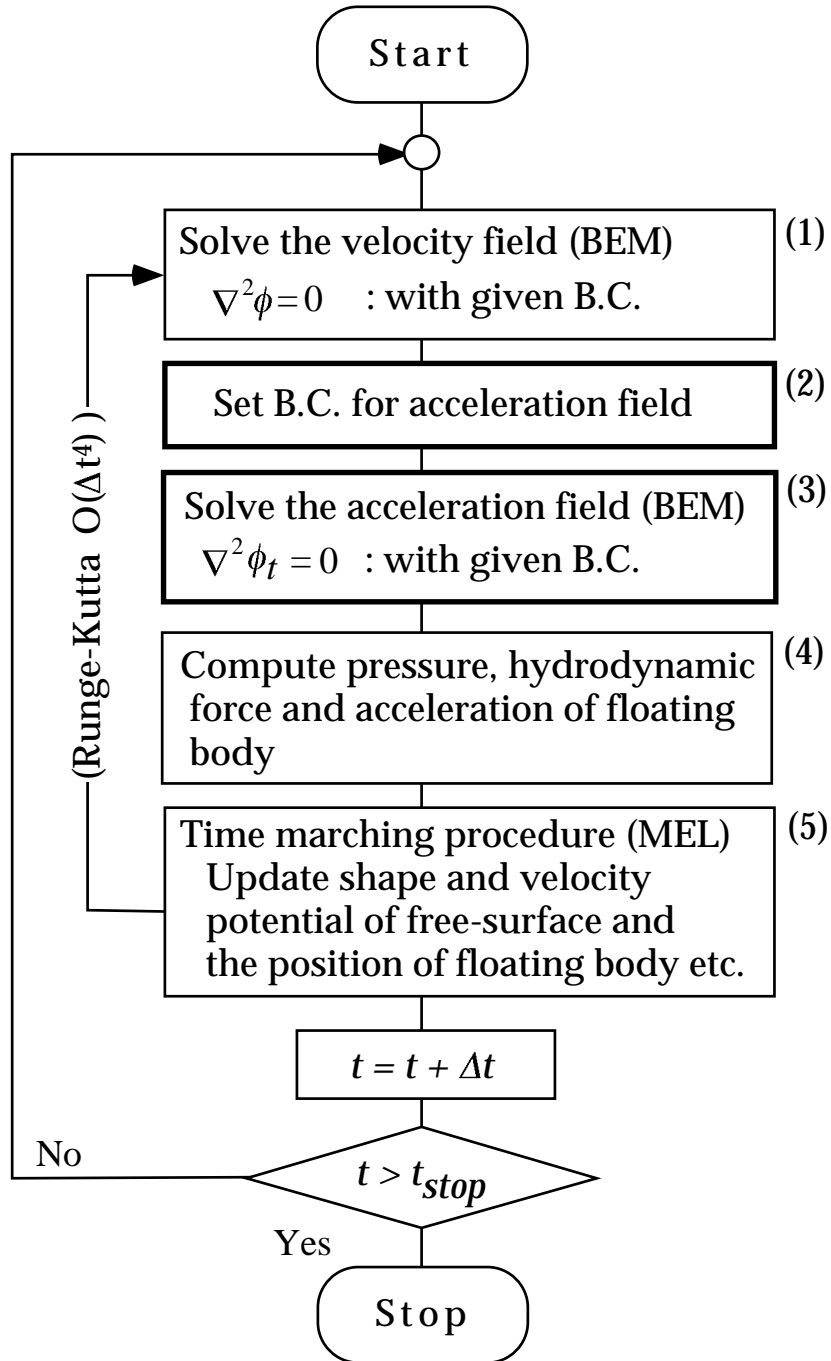 Start
Solve the velocity field (BEM)
(1)
∇²ϕ=0 : with given B.C.
Set B.C. for acceleration field
(2)
Solve the acceleration field (BEM)
(3)
∇²ϕₜ = 0 : with given B.C.
(Runge-Kutta O(Δt⁴) )
Compute pressure, hydrodynamic
(4)
force and acceleration of floating
body
Time marching procedure (MEL)
(5)
Update shape and velocity
potential of free-surface and
the position of floating body etc.
t = t + Δt
No
t > t_stop
Yes
Stop